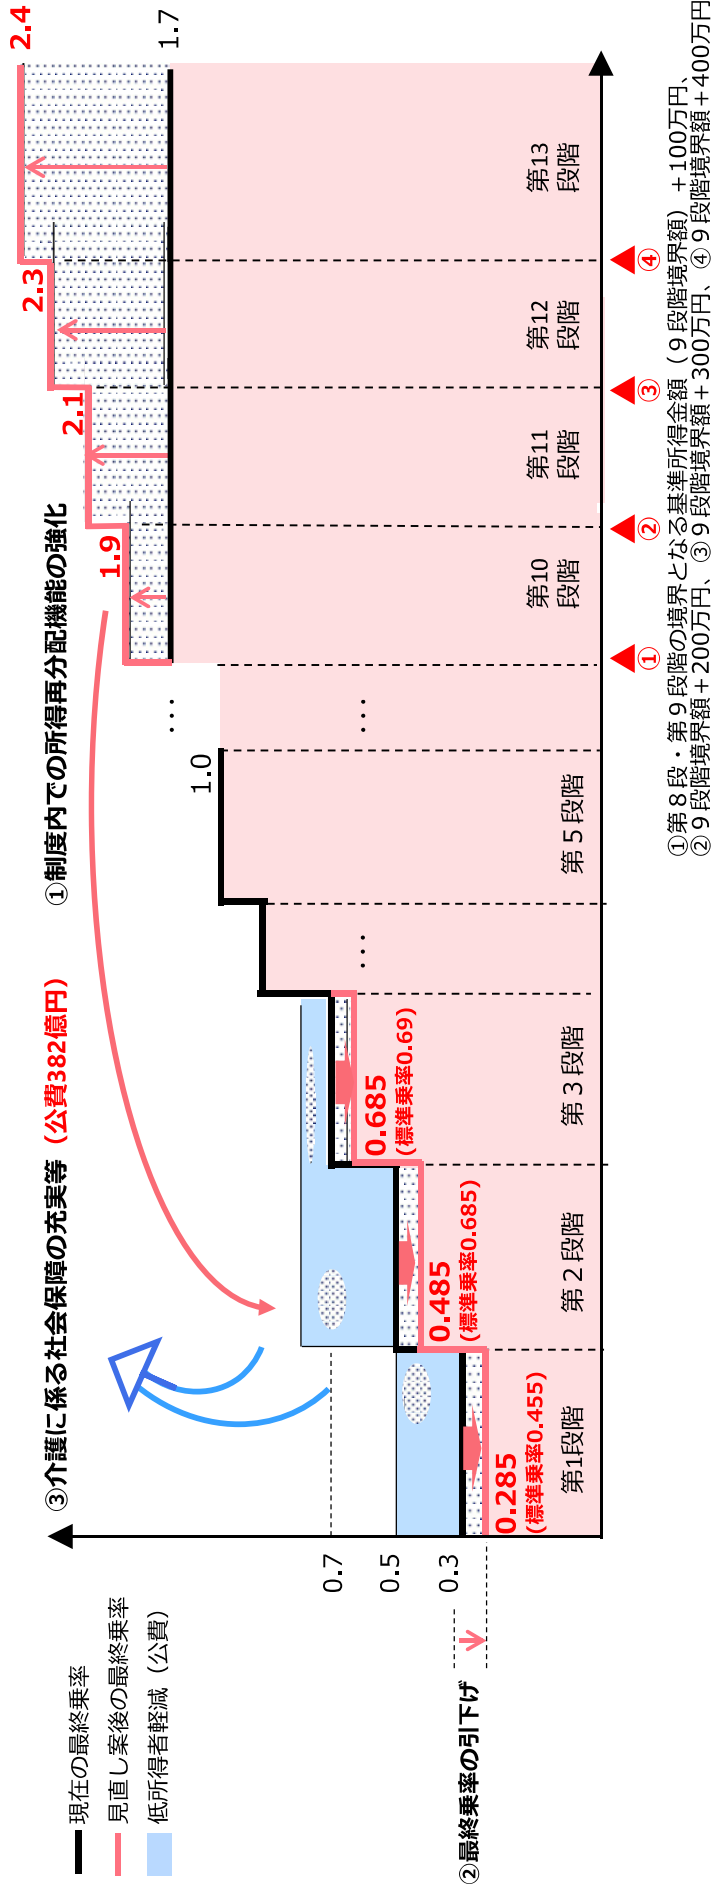 現在の最終乗率
見直し案後の最終乗率
低所得者軽減（公費）
③介護に係る社会保障の充実等（公費382億円）
①制度内での所得再分配機能の強化
2.4
2.3
2.1
1.9
1.7
1.0
0.7
0.5
0.3
②最終乗率の引下げ
0.285
(標準乗率0.455)
0.485
(標準乗率0.685)
0.685
(標準乗率0.69)
…
…
…
第1段階
第２段階
第３段階
第５段階
第10
段階
第11
段階
第12
段階
第13
段階
①
②
③
④
①第８段・第９段階の境界となる基準所得金額（９段階境界額）＋100万円、
②９段階境界額＋200万円、③９段階境界額＋300万円、④９段階境界額＋400万円